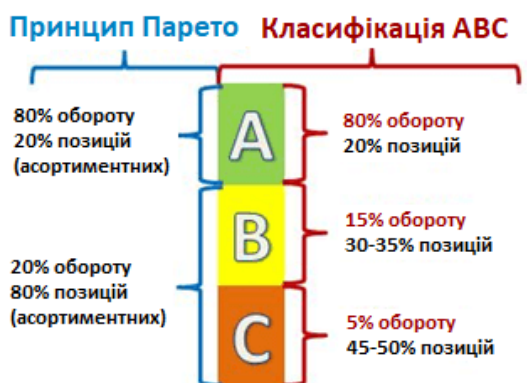 Принцип Парето
Класифікація АВС
80% обороту
20% позицій
(асортиментних)
20% обороту
80% позицій
(асортиментних)
A
B
C
80% обороту
20% позицій
15% обороту
30-35% позицій
5% обороту
45-50% позицій